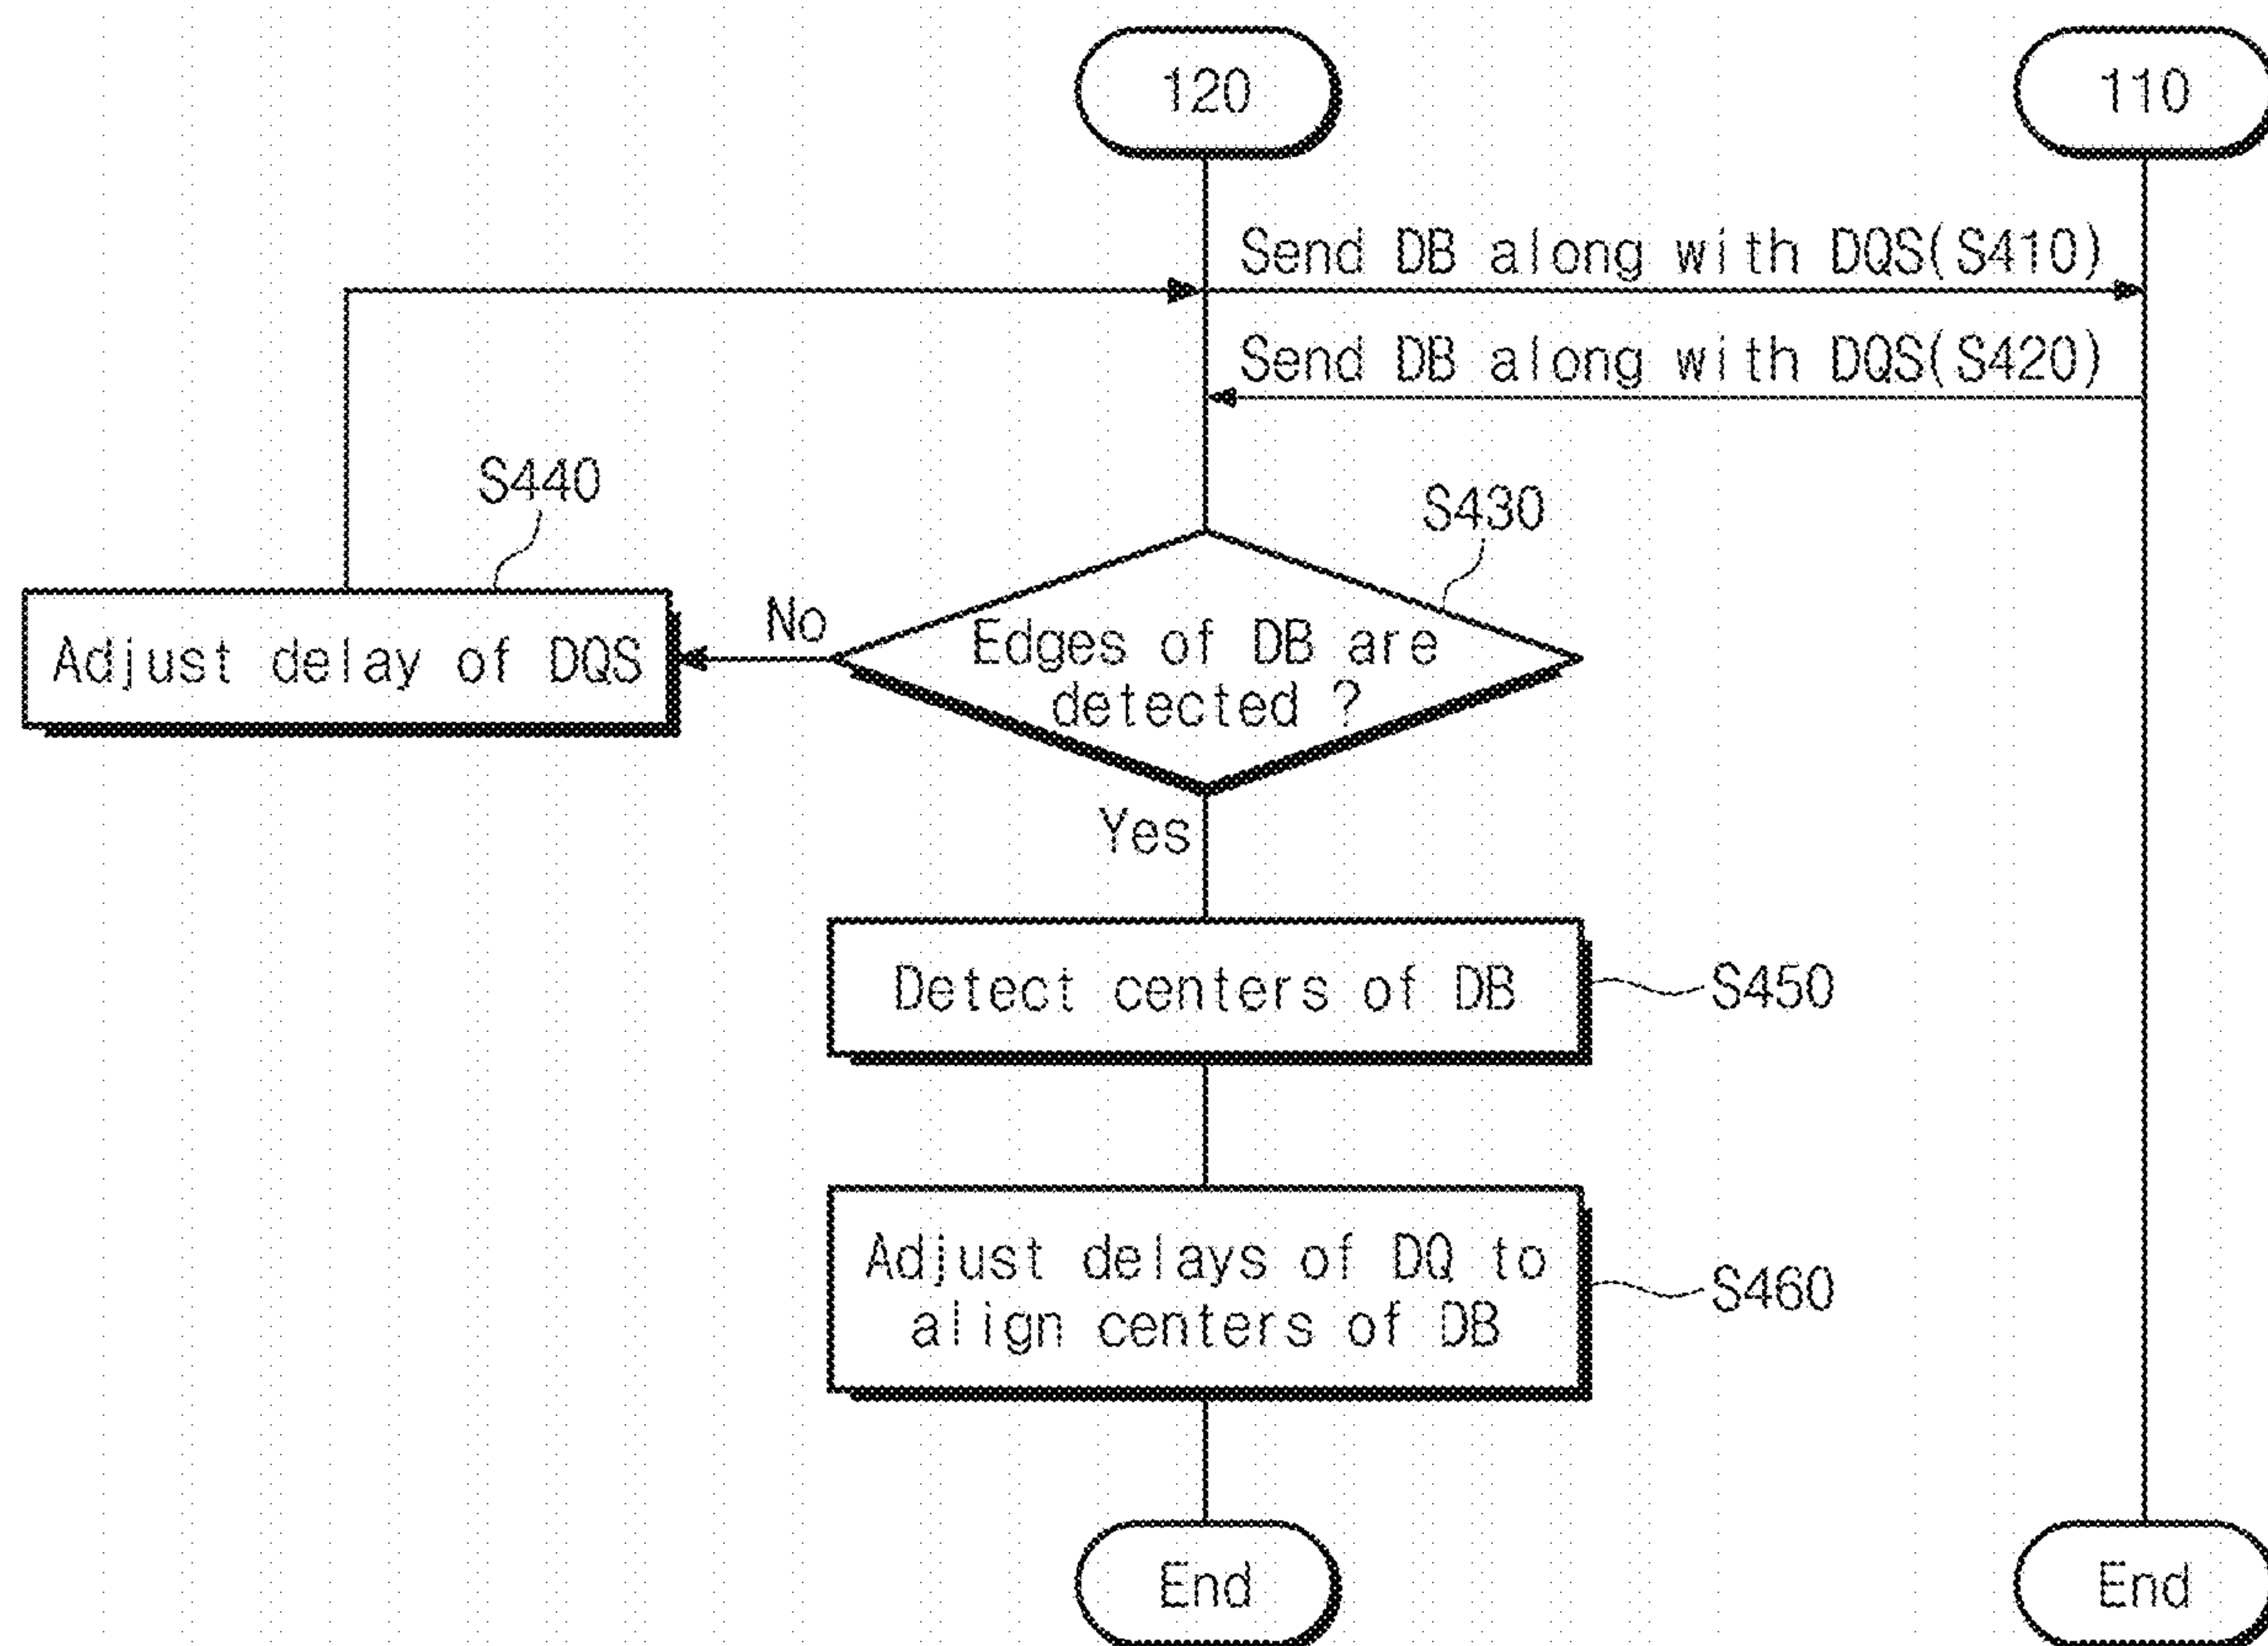 120
110
Send DB along with DQS(S410)
Send DB along with DQS(S420)
S440
S430
Adjust delay of DQS
No
Edges of DB are
detected ?
Yes
Detect centers of DB
S450
Adjust delays of DQ to
align centers of DB
S460
End
End